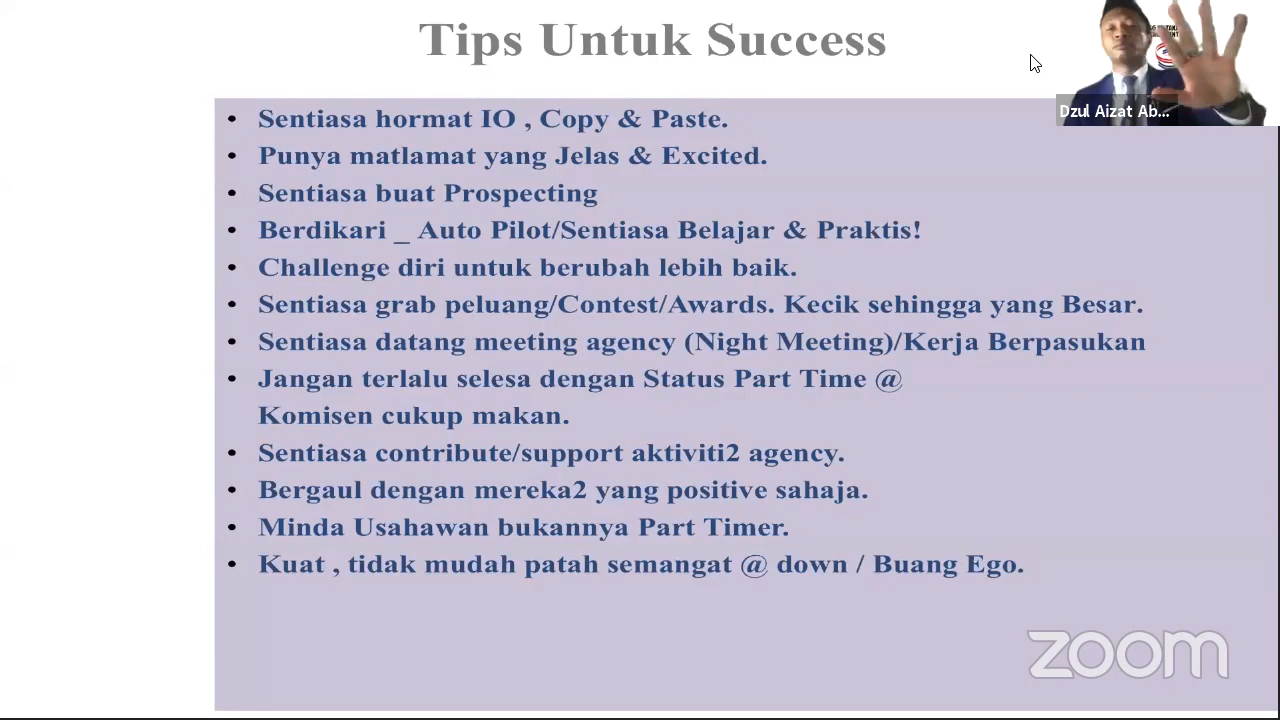 Tips Untuk Success
Dzul Aizat Ab...
• Sentiasa hormat IO , Copy & Paste.
• Punya matlamat yang Jelas & Excited.
• Sentiasa buat Prospecting
• Berdikari _ Auto Pilot/Sentiasa Belajar & Praktis!
• Challenge diri untuk berubah lebih baik.
• Sentiasa grab peluang/Contest/Awards. Kecik sehingga yang Besar.
• Sentiasa datang meeting agency (Night Meeting)/Kerja Berpasukan
• Jangan terlalu selesa dengan Status Part Time @
Komisen cukup makan.
• Sentiasa contribute/support aktiviti2 agency.
• Bergaul dengan mereka2 yang positive sahaja.
• Minda Usahawan bukannya Part Timer.
• Kuat , tidak mudah patah semangat @ down / Buang Ego.
zoom